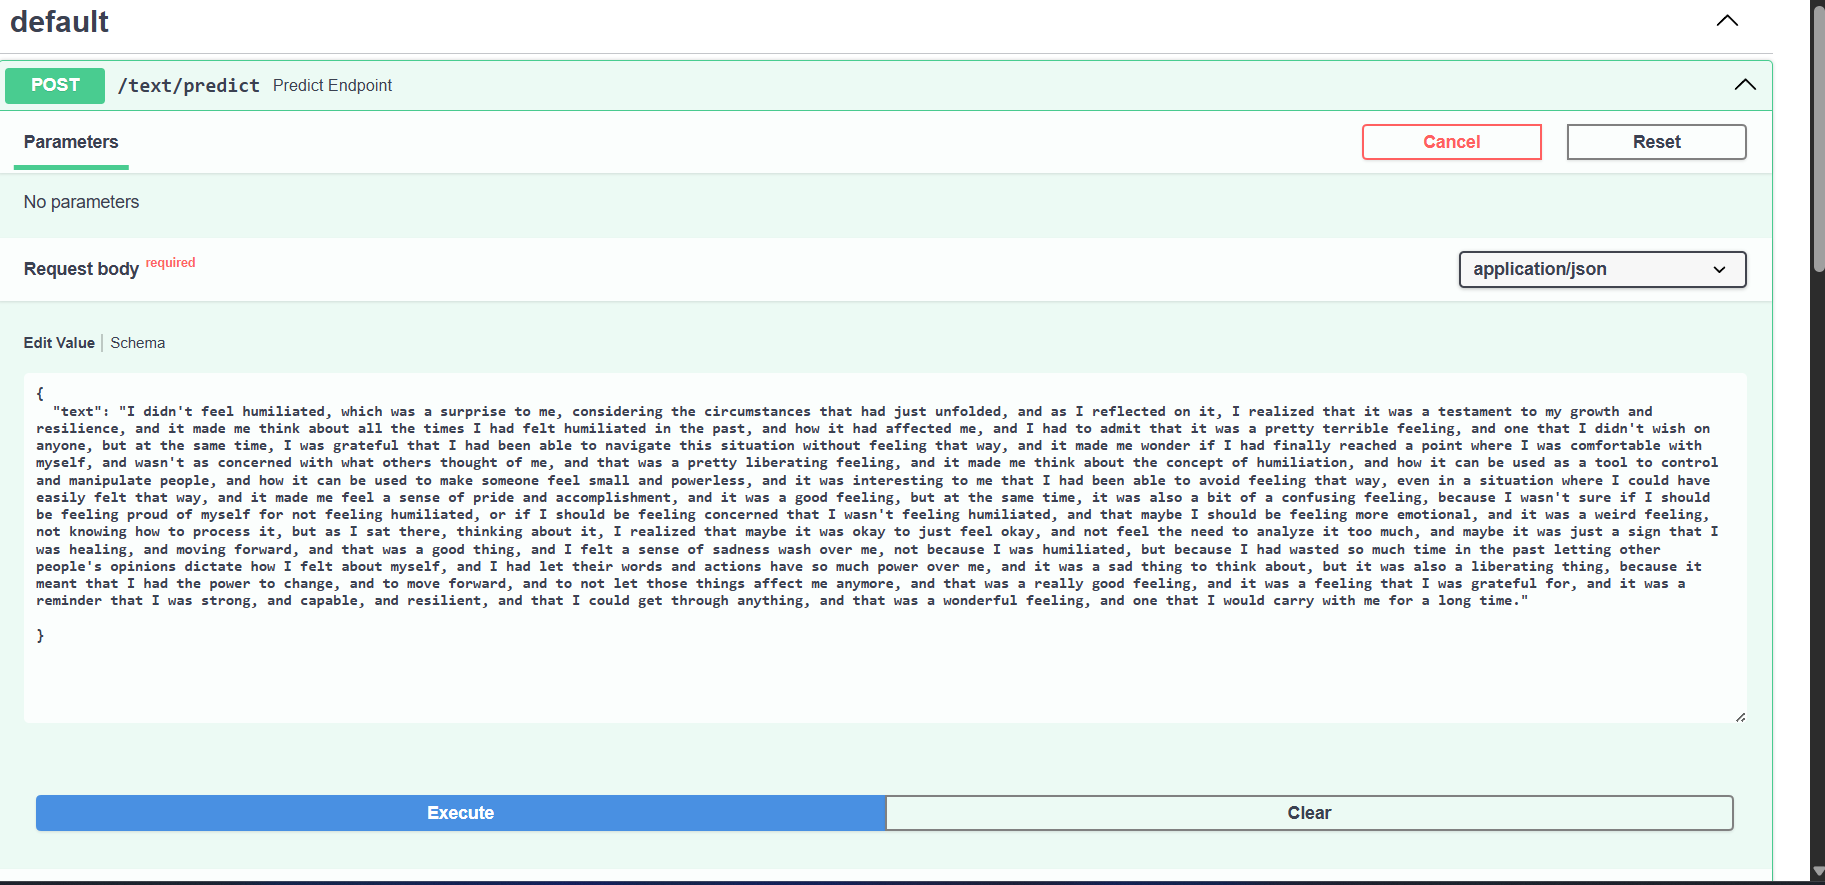 default
POST /text/predict Predict Endpoint
Parameters
Cancel
Reset
No parameters
Request body required
application/json
Edit Value | Schema
{
  "text": "I didn't feel humiliated, which was a surprise to me, considering the circumstances that had just unfolded, and as I reflected on it, I realized that it was a testament to my growth and
resilience, and it made me think about all the times I had felt humiliated in the past, and how it had affected me, and I had to admit that it was a pretty terrible feeling, and one that I didn't wish on
anyone, but at the same time, I was grateful that I had been able to navigate this situation without feeling that way, and it made me wonder if I had finally reached a point where I was comfortable with
myself, and wasn't as concerned with what others thought of me, and that was a pretty liberating feeling, and it made me think about the concept of humiliation, and how it can be used as a tool to control
and manipulate people, and how it can be used to make someone feel small and powerless, and it was interesting to me that I had been able to avoid feeling that way, even in a situation where I could have
easily felt that way, and it made me feel a sense of pride and accomplishment, and it was a good feeling, but at the same time, it was also a bit of a confusing feeling, because I wasn't sure if I should
be feeling proud of myself for not feeling humiliated, or if I should be feeling concerned that I wasn't feeling humiliated, and that maybe I should be feeling more emotional, and it was a weird feeling,
not knowing how to process it, but as I sat there, thinking about it, I realized that maybe it was okay to just feel okay, and not feel the need to analyze it too much, and maybe it was just a sign that I
was healing, and moving forward, and that was a good thing, and I felt a sense of sadness wash over me, not because I was humiliated, but because I had wasted so much time in the past letting other
people's opinions dictate how I felt about myself, and I had let their words and actions have so much power over me, and it was a sad thing to think about, but it was also a liberating thing, because it
meant that I had the power to change, and to move forward, and to not let those things affect me anymore, and that was a really good feeling, and it was a feeling that I was grateful for, and it was a
reminder that I was strong, and capable, and resilient, and that I could get through anything, and that was a wonderful feeling, and one that I would carry with me for a long time."
}
Execute
Clear